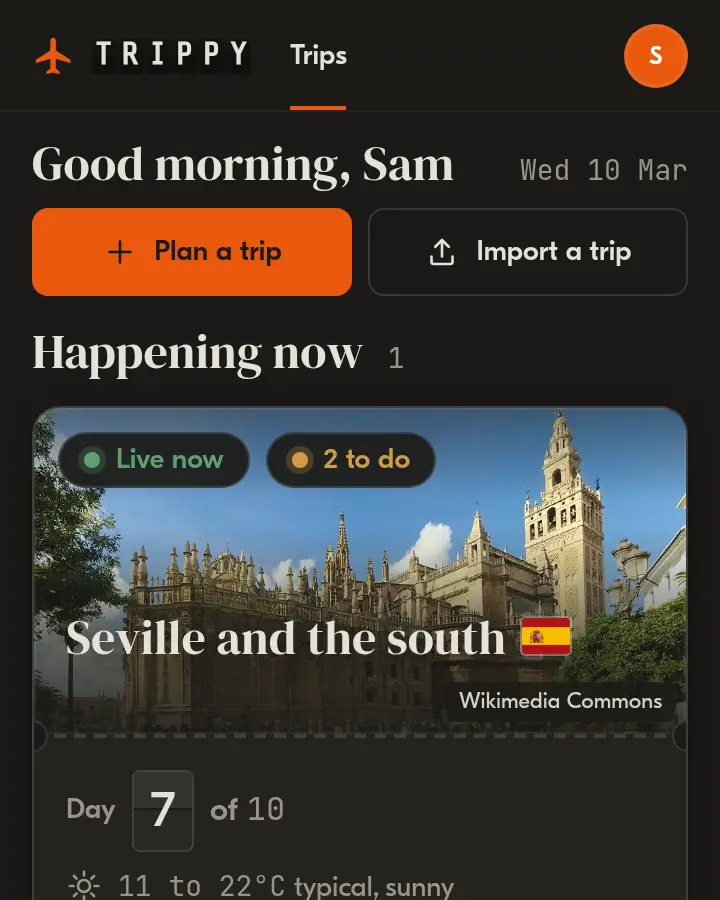 TRIPPY Trips S
Good morning, Sam Wed 10 Mar
Plan a trip Import a trip
Happening now 1
Live now 2 to do
Seville and the south
Wikimedia Commons
Day 7 of 10
11 to 22°C typical, sunny